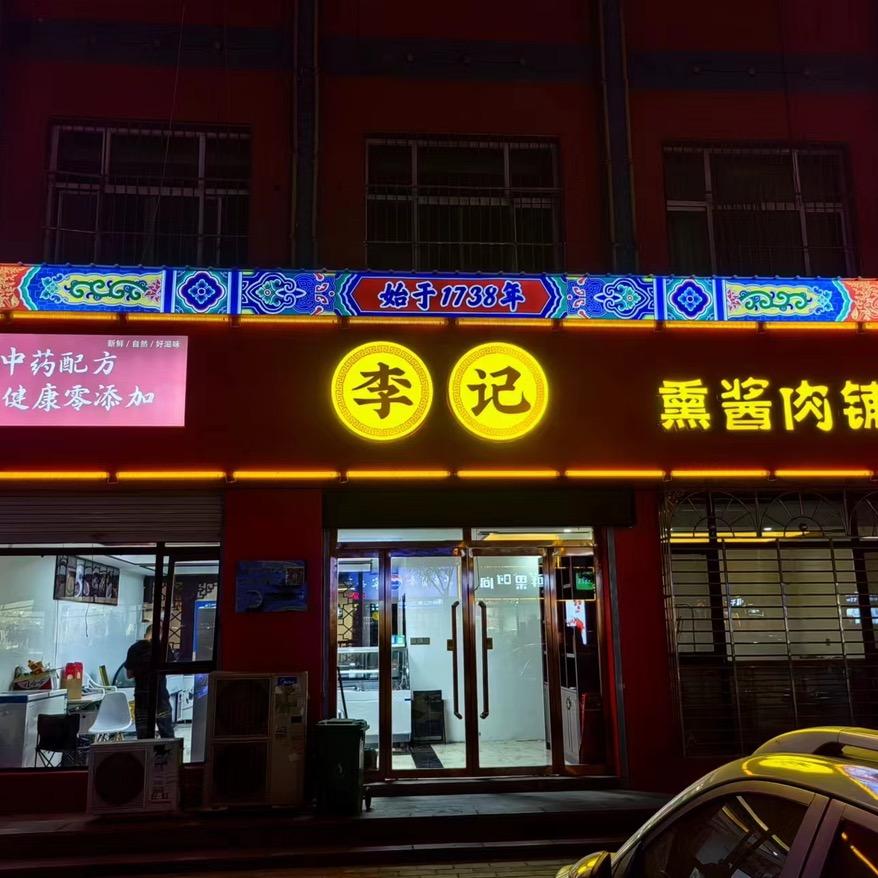 始于1738年
新鲜/自然/好滋味
中药配方
健康零添加
李记
熏酱肉铺